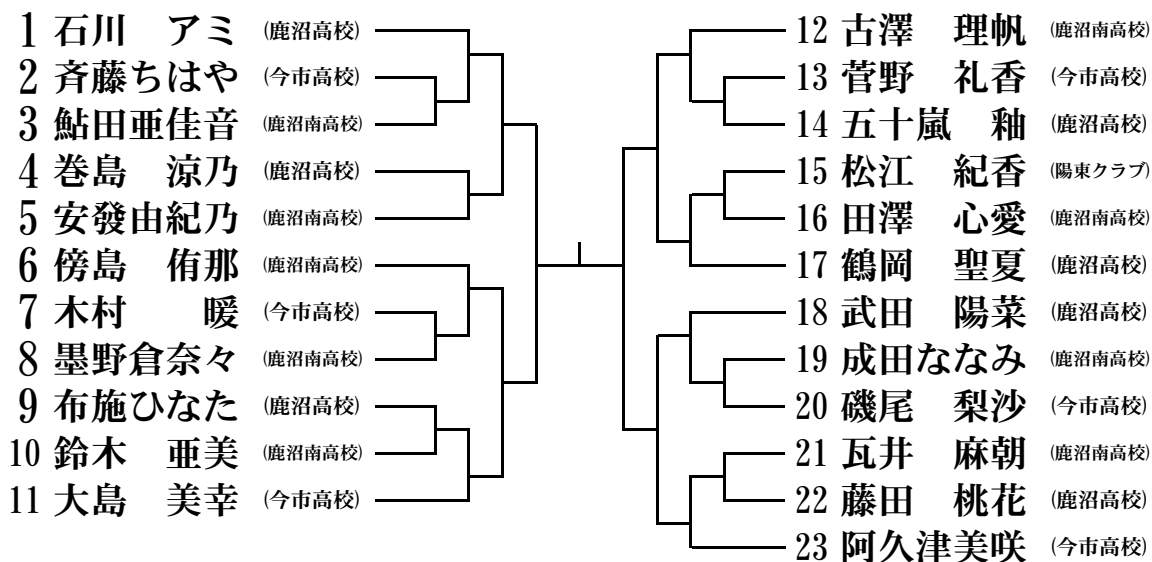 1 石川　アミ (鹿沼高校)
2 斉藤ちはや (今市高校)
3 鮎田亜佳音 (鹿沼南高校)
4 巻島　涼乃 (鹿沼高校)
5 安發由紀乃 (鹿沼南高校)
6 傍島　侑那 (鹿沼南高校)
7 木村　　暖 (今市高校)
8 墨野倉奈々 (鹿沼南高校)
9 布施ひなた (鹿沼高校)
10 鈴木　亜美 (鹿沼南高校)
11 大島　美幸 (今市高校)
12 古澤　理帆 (鹿沼南高校)
13 菅野　礼香 (今市高校)
14 五十嵐　釉 (鹿沼高校)
15 松江　紀香 (陽東クラブ)
16 田澤　心愛 (鹿沼南高校)
17 鶴岡　聖夏 (鹿沼高校)
18 武田　陽菜 (鹿沼高校)
19 成田ななみ (鹿沼南高校)
20 磯尾　梨沙 (今市高校)
21 瓦井　麻朝 (鹿沼南高校)
22 藤田　桃花 (鹿沼高校)
23 阿久津美咲 (今市高校)